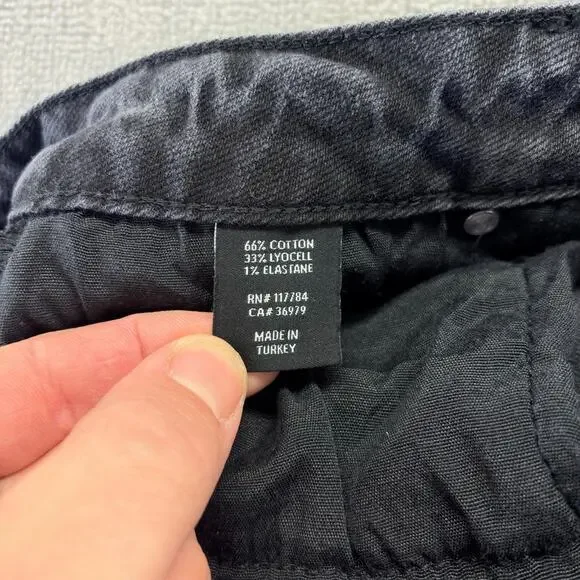 66% COTTON
33% LYOCELL
1% ELASTANE
RN# 117784
CA# 36979
MADE IN
TURKEY